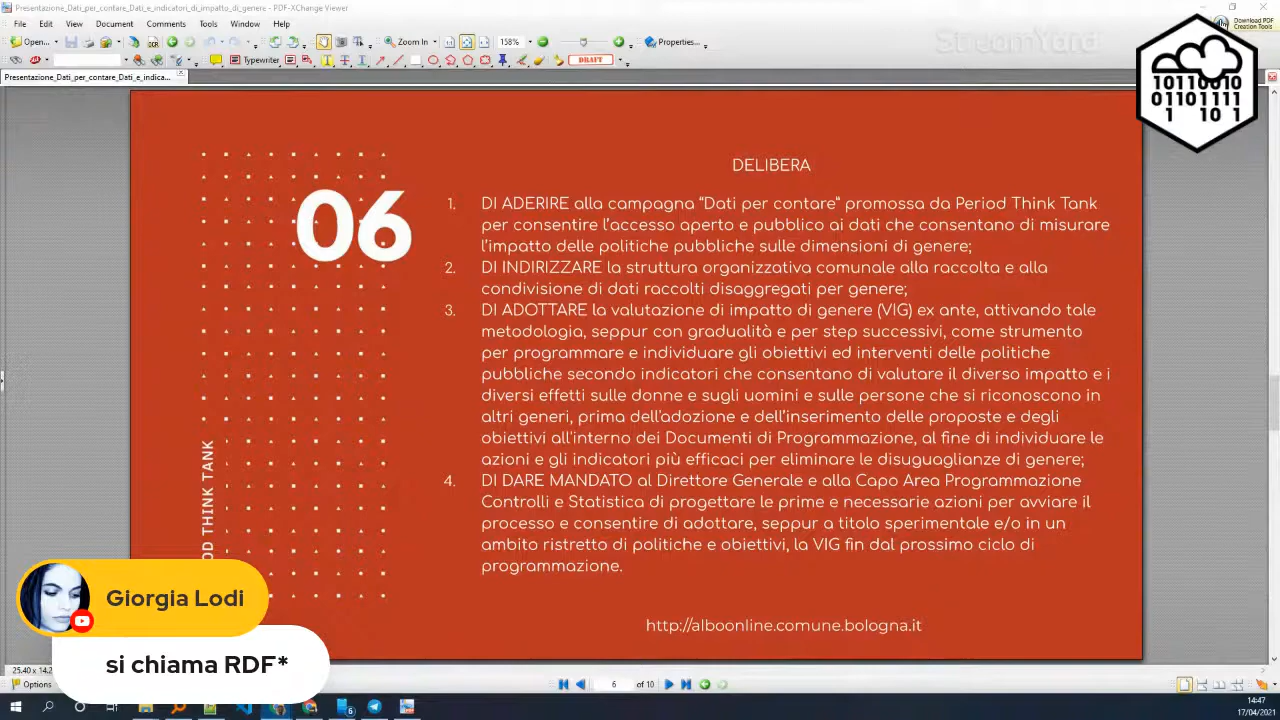 Presentazione_Dati_per_contare_Dati_e_indicatori_di_impatto_di_genere - PDF-XChange Viewer
File Edit View Document Comments Tools Window Help
Open... OCR Zoom In 158% Properties...
Download PDF
Creation Tools
StreamYard
Typewriter DRAFT
Presentazione_Dati_per_contare_Dati_e_indica...
10110010
01101111
1 10 1
06
OD THINK TANK
DELIBERA
1. DI ADERIRE alla campagna “Dati per contare” promossa da Period Think Tank
per consentire l’accesso aperto e pubblico ai dati che consentano di misurare
l’impatto delle politiche pubbliche sulle dimensioni di genere;
2. DI INDIRIZZARE la struttura organizzativa comunale alla raccolta e alla
condivisione di dati raccolti disaggregati per genere;
3. DI ADOTTARE la valutazione di impatto di genere (VIG) ex ante, attivando tale
metodologia, seppur con gradualità e per step successivi, come strumento
per programmare e individuare gli obiettivi ed interventi delle politiche
pubbliche secondo indicatori che consentano di valutare il diverso impatto e i
diversi effetti sulle donne e sugli uomini e sulle persone che si riconoscono in
altri generi, prima dell’adozione e dell’inserimento delle proposte e degli
obiettivi all’interno dei Documenti di Programmazione, al fine di individuare le
azioni e gli indicatori più efficaci per eliminare le disuguaglianze di genere;
4. DI DARE MANDATO al Direttore Generale e alla Capo Area Programmazione
Controlli e Statistica di progettare le prime e necessarie azioni per avviare il
processo e consentire di adottare, seppur a titolo sperimentale e/o in un
ambito ristretto di politiche e obiettivi, la VIG fin dal prossimo ciclo di
programmazione.
http://alboonline.comune.bologna.it
Giorgia Lodi
si chiama RDF*
25.40 x 14.2
Options 6 of 10
14:47
17/04/2021